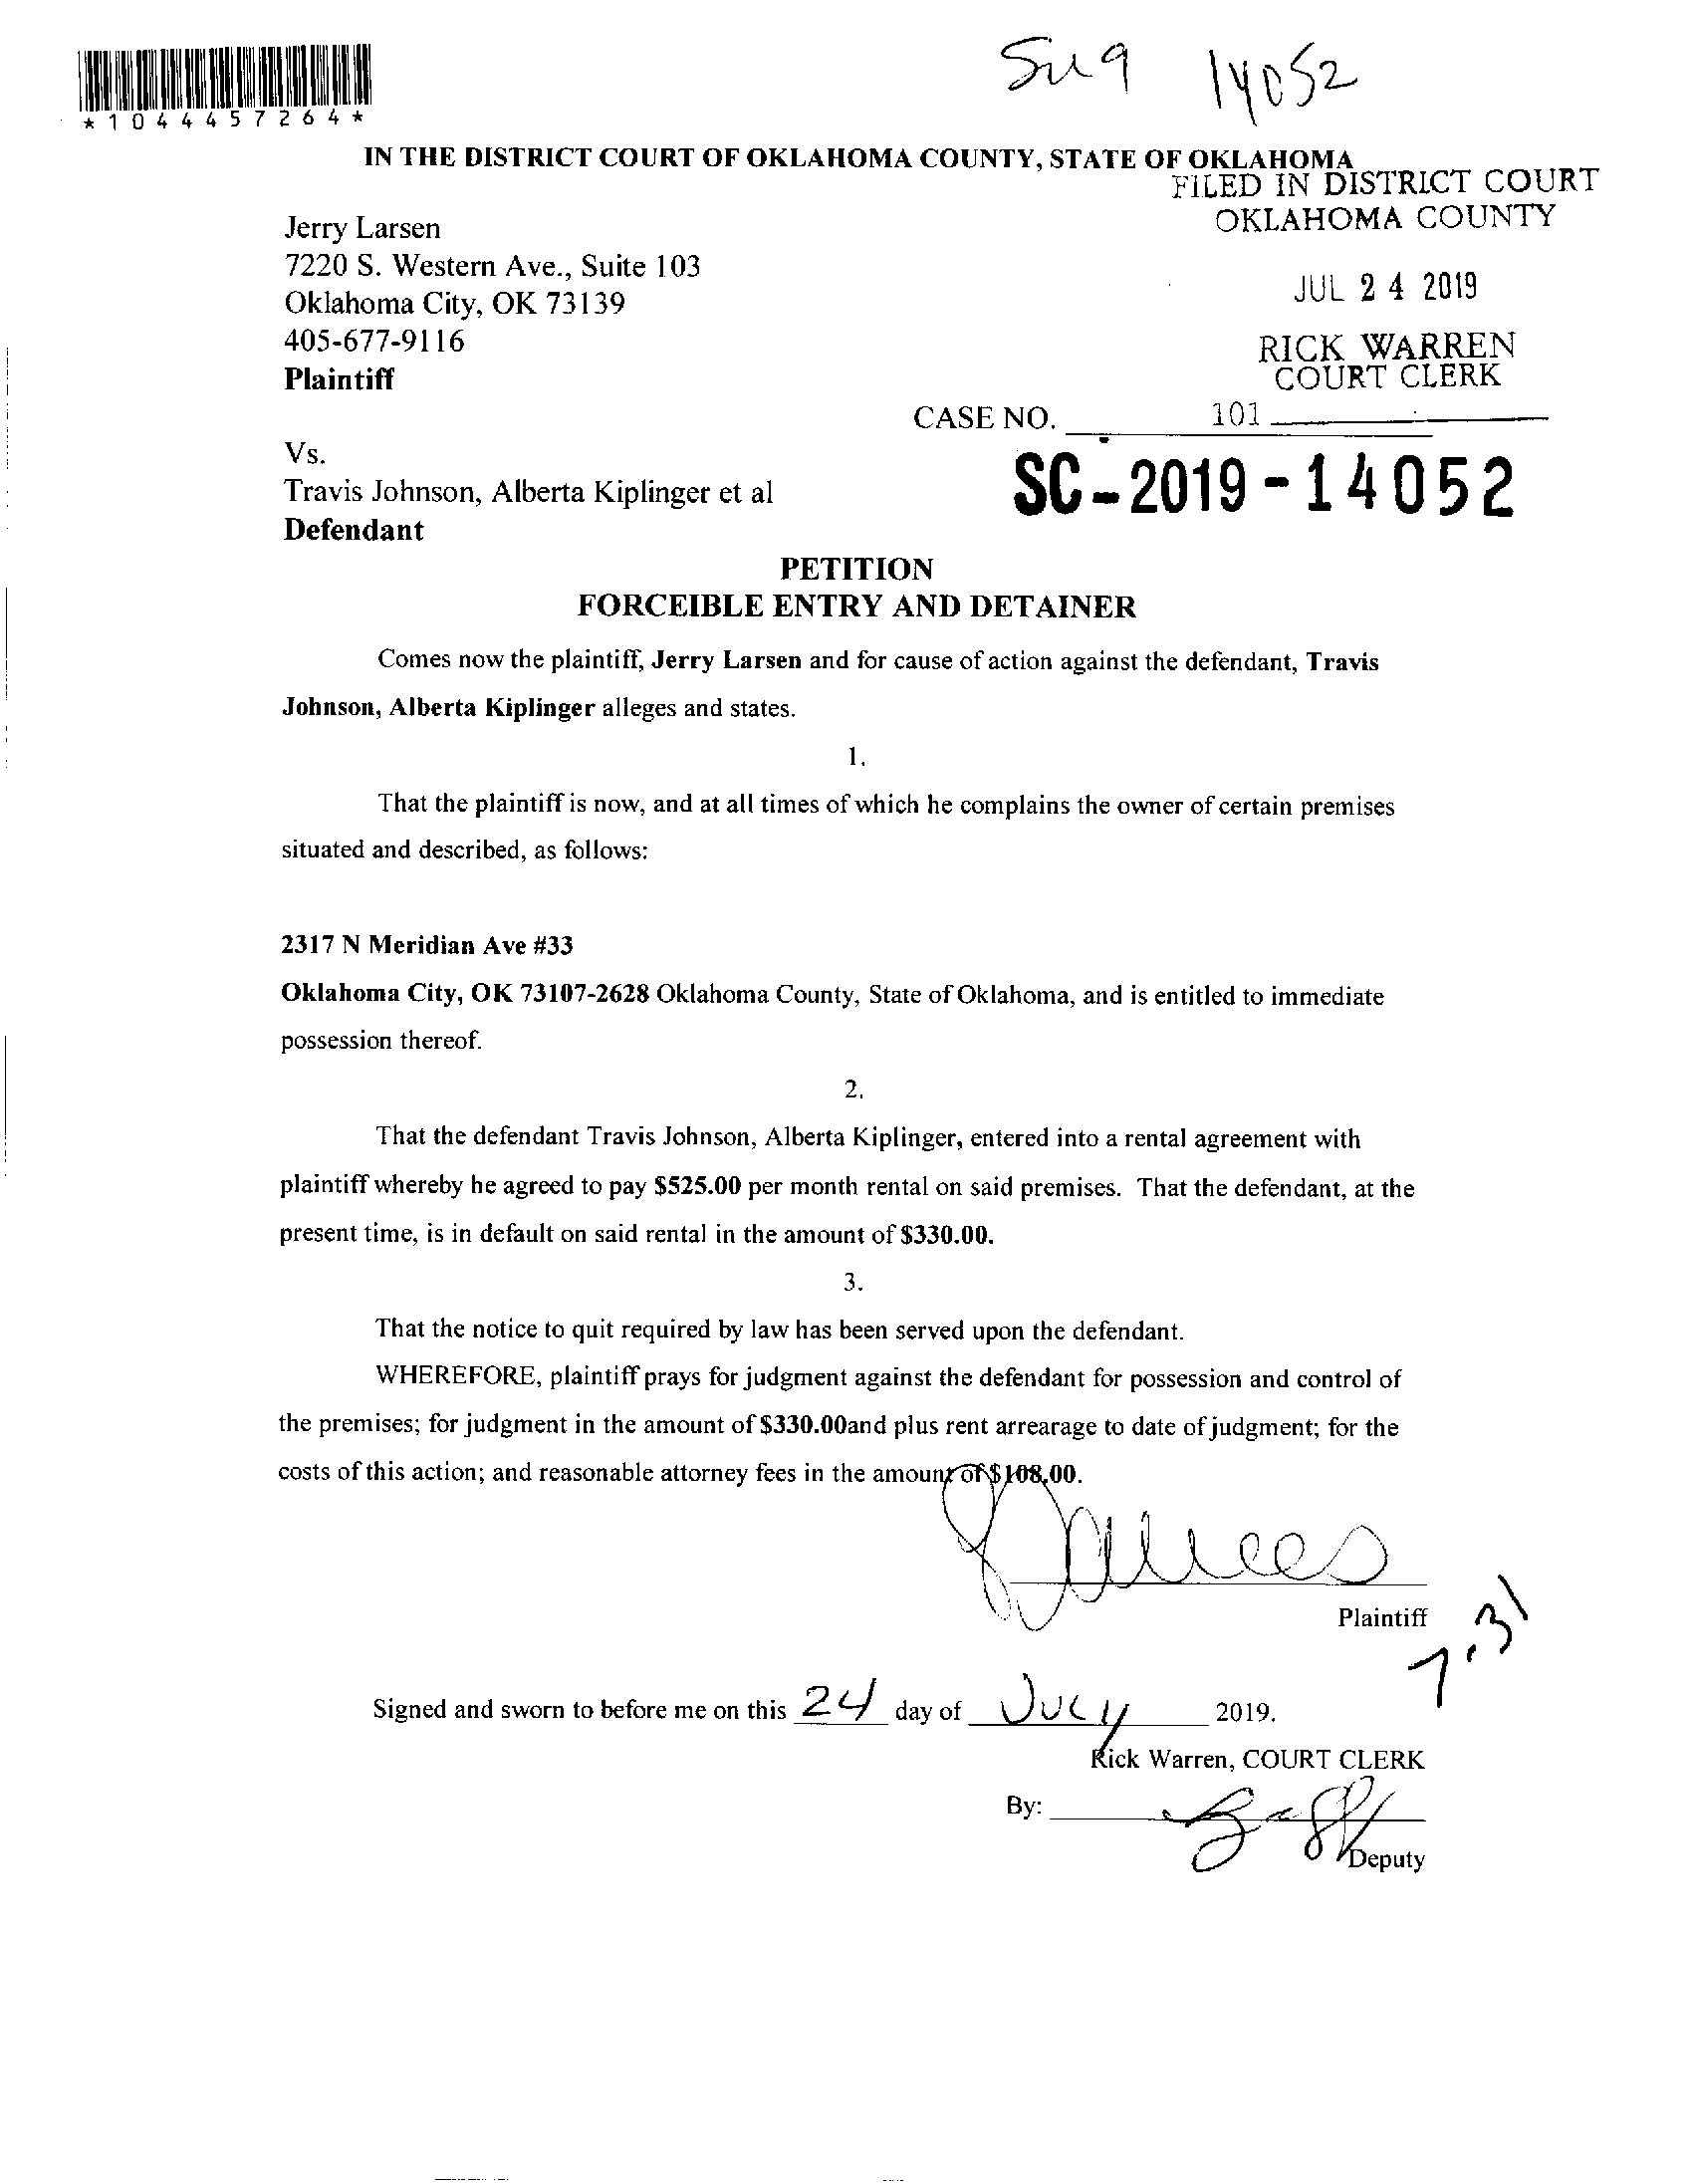 *1044457264*
14052
IN THE DISTRICT COURT OF OKLAHOMA COUNTY, STATE OF OKLAHOMA
FILED IN DISTRICT COURT
OKLAHOMA COUNTY
JUL 24 2019
RICK WARREN
COURT CLERK
101
Jerry Larsen
7220 S. Western Ave., Suite 103
Oklahoma City, OK 73139
405-677-9116
Plaintiff
CASE NO.
SC-2019-14052
Vs.
Travis Johnson, Alberta Kiplinger et al
Defendant
PETITION
FORCEIBLE ENTRY AND DETAINER
Comes now the plaintiff, Jerry Larsen and for cause of action against the defendant, Travis
Johnson, Alberta Kiplinger alleges and states.
1.
That the plaintiff is now, and at all times of which he complains the owner of certain premises
situated and described, as follows:
2317 N Meridian Ave #33
Oklahoma City, OK 73107-2628 Oklahoma County, State of Oklahoma, and is entitled to immediate
possession thereof.
2.
That the defendant Travis Johnson, Alberta Kiplinger, entered into a rental agreement with
plaintiff whereby he agreed to pay $525.00 per month rental on said premises. That the defendant, at the
present time, is in default on said rental in the amount of $330.00.
3.
That the notice to quit required by law has been served upon the defendant.
WHEREFORE, plaintiff prays for judgment against the defendant for possession and control of
the premises; for judgment in the amount of $330.00and plus rent arrearage to date of judgment; for the
costs of this action; and reasonable attorney fees in the amount of $108.00.
Plaintiff
7.31
Signed and sworn to before me on this 24 day of July 2019.
Rick Warren, COURT CLERK
By:
Deputy